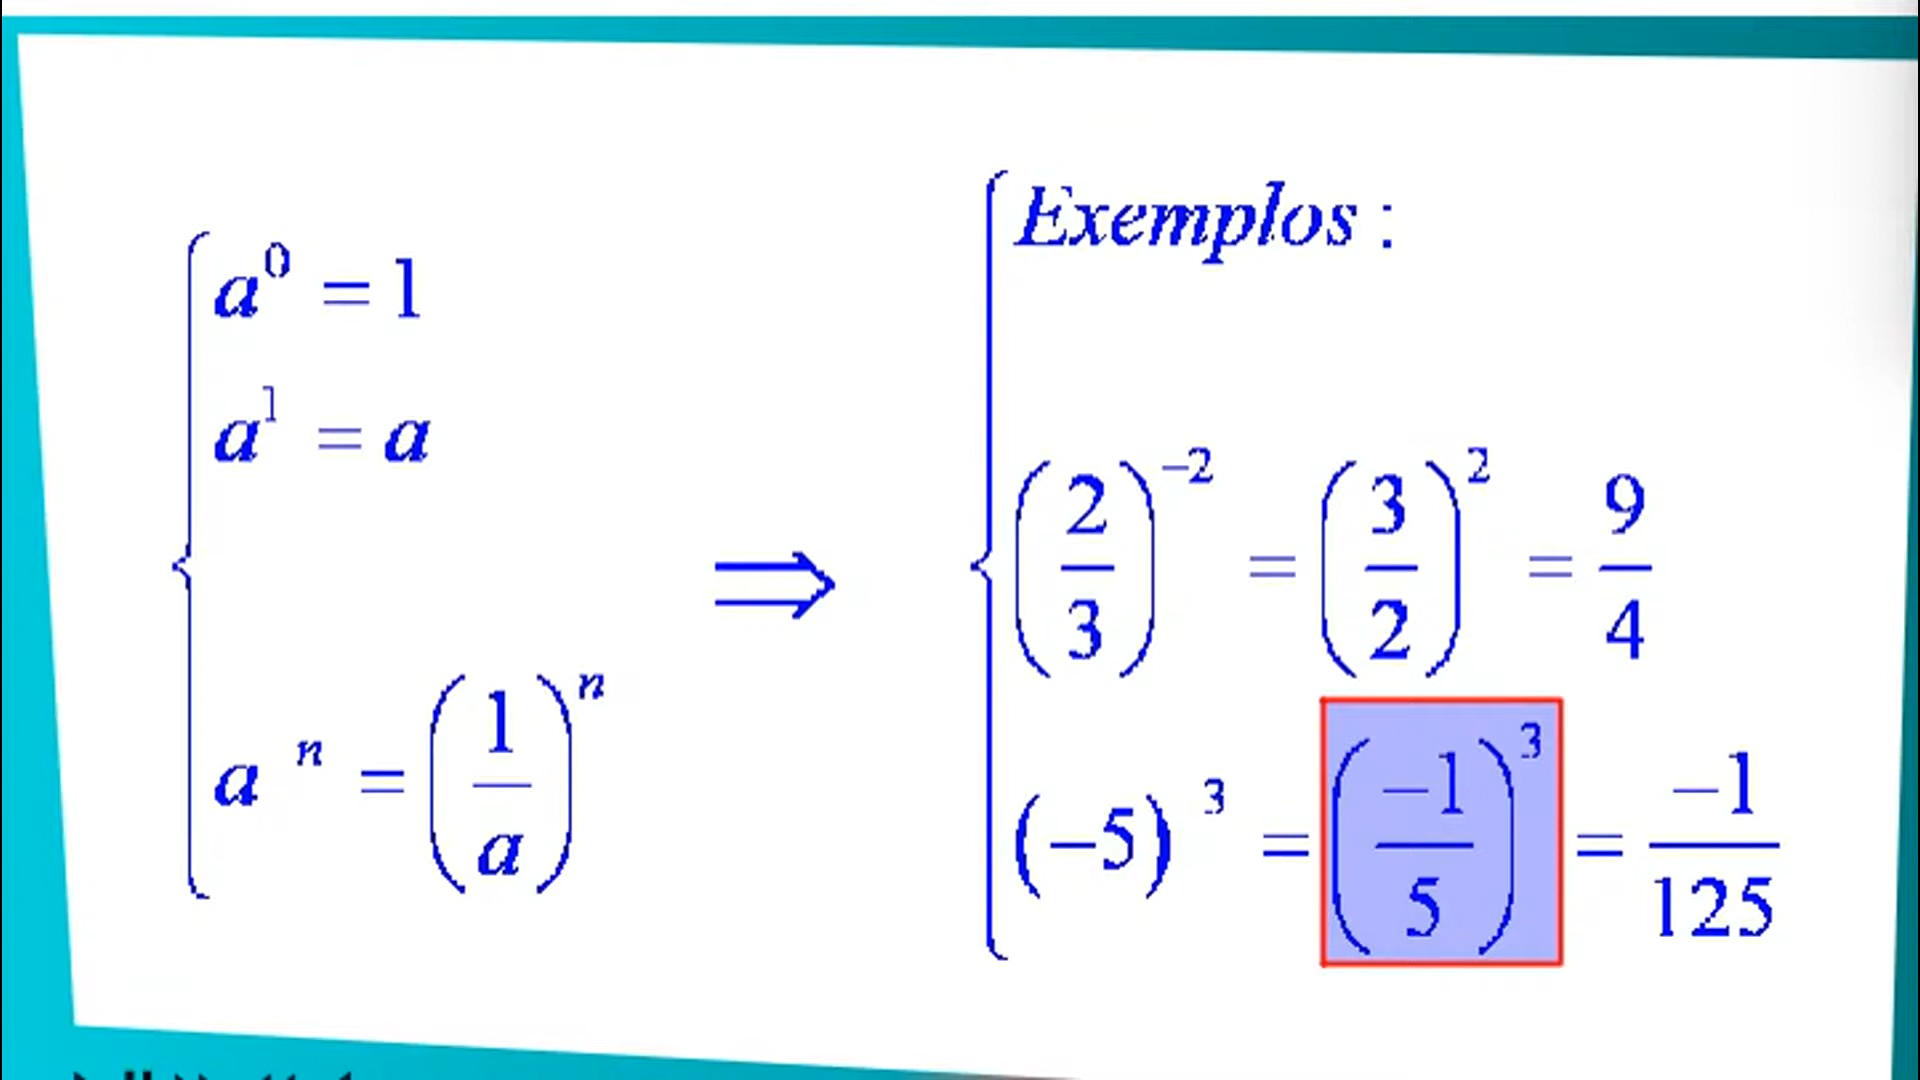 a⁰ = 1
a¹ = a
a ⁿ = (1/a)ⁿ
⇒
Exemplos :
(2/3)⁻² = (3/2)² = 9/4
(−5) ³ = (−1/5)³ = −1/125